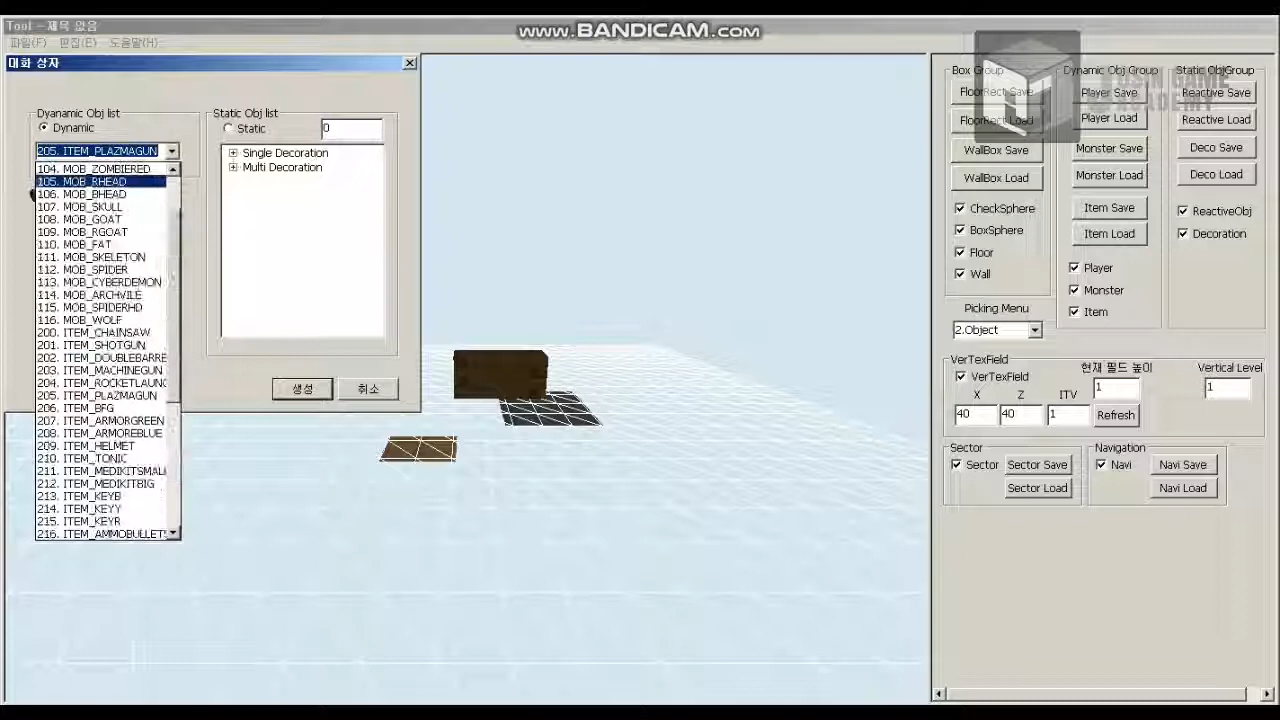 Tool - 제목 없음
www.BANDICAM.com
파일(F) 편집(E) 도움말(H)
대화 상자
Dyanamic Obj list
Dynamic
205. ITEM_PLAZMAGUN
104. MOB_ZOMBIERED
105. MOB_RHEAD
106. MOB_BHEAD
107. MOB_SKULL
108. MOB_GOAT
109. MOB_RGOAT
110. MOB_FAT
111. MOB_SKELETON
112. MOB_SPIDER
113. MOB_CYBERDEMON
114. MOB_ARCHVILE
115. MOB_SPIDERHD
116. MOB_WOLF
200. ITEM_CHAINSAW
201. ITEM_SHOTGUN
202. ITEM_DOUBLEBARRE
203. ITEM_MACHINEGUN
204. ITEM_ROCKETLAUNC
205. ITEM_PLAZMAGUN
206. ITEM_BFG
207. ITEM_ARMORGREEN
208. ITEM_ARMOREBLUE
209. ITEM_HELMET
210. ITEM_TONIC
211. ITEM_MEDIKITSMAL
212. ITEM_MEDIKITBIG
213. ITEM_KEYB
214. ITEM_KEYY
215. ITEM_KEYR
216. ITEM_AMMOBULLET
Static Obj list
Static
0
Single Decoration
Multi Decoration
생성
취소
Box Group
FloorRect Save
FloorRect Load
WallBox Save
WallBox Load
CheckSphere
BoxSphere
Floor
Wall
Dynamic Obj Group
Player Save
Player Load
Monster Save
Monster Load
Item Save
Item Load
Player
Monster
Item
Static ObjGroup
Reactive Save
Reactive Load
Deco Save
Deco Load
ReactiveObj
Decoration
GAME
ACADEMY
Picking Menu
2.Object
VerTexField
VerTexField
X Z ITV
40 40 1
현재 필드 높이
1
Refresh
Vertical Level
1
Sector
Sector
Sector Save
Sector Load
Navigation
Navi
Navi Save
Navi Load